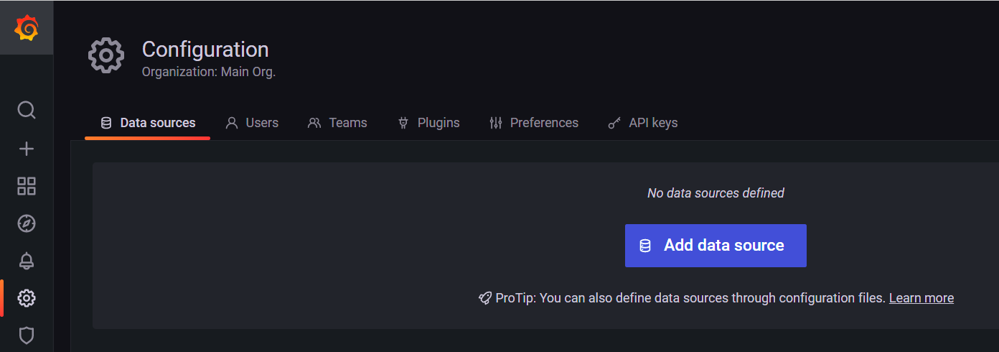 Configuration
Organization: Main Org.
Data sources Users Teams Plugins Preferences API keys
No data sources defined
Add data source
ProTip: You can also define data sources through configuration files. Learn more